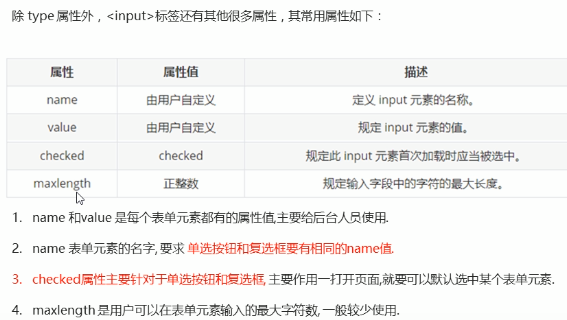 除 type 属性外，<input>标签还有其他很多属性，其常用属性如下：
属性 属性值 描述
name 由用户自定义 定义 input 元素的名称。
value 由用户自定义 规定 input 元素的值。
checked checked 规定此 input 元素首次加载时应当被选中。
maxlength 正整数 规定输入字段中的字符的最大长度。
1. name 和value 是每个表单元素都有的属性值,主要给后台人员使用.
2. name 表单元素的名字, 要求 单选按钮和复选框要有相同的name值.
3. checked属性主要针对于单选按钮和复选框, 主要作用一打开页面,就要可以默认选中某个表单元素.
4. maxlength 是用户可以在表单元素输入的最大字符数, 一般较少使用.